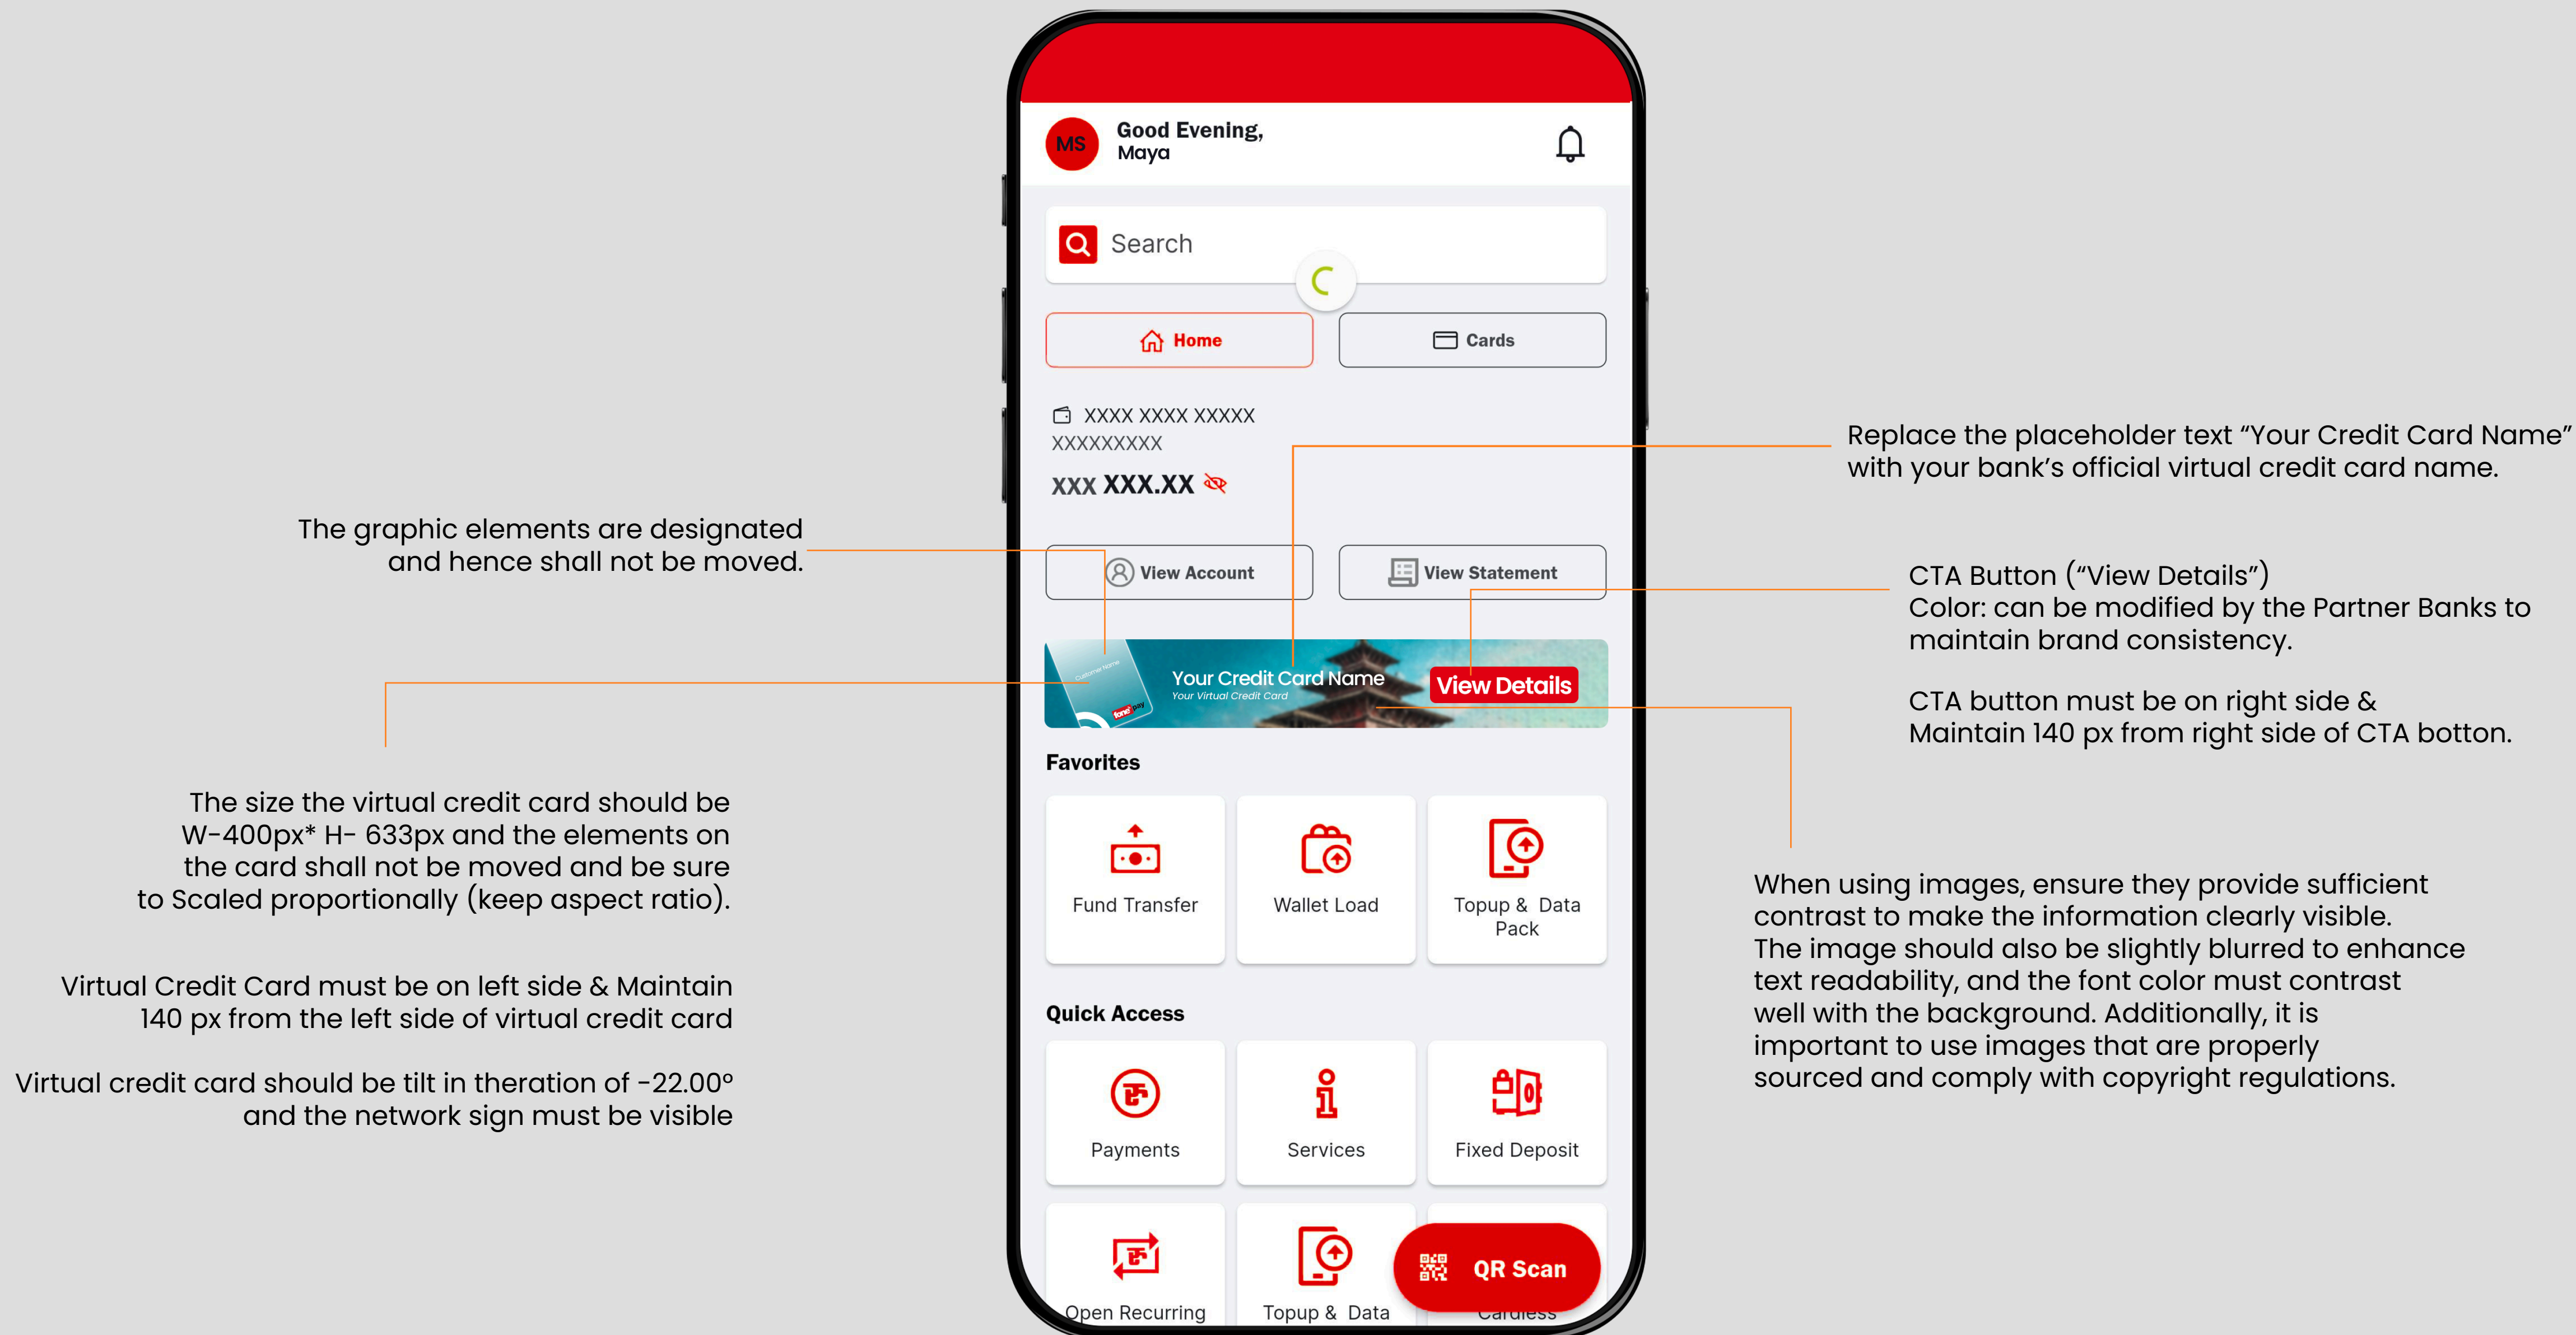 MS
Good Evening,
Maya
Search
Home
Cards
XXXX XXXX XXXXX
XXXXXXXXX
XXX XXX.XX
View Account
View Statement
Customer Name
fonepay
Your Credit Card Name
Your Virtual Credit Card
View Details
Favorites
Fund Transfer
Wallet Load
Topup & Data
Pack
Quick Access
Payments
Services
Fixed Deposit
Open Recurring
Topup & Data
Cardless
QR Scan
The graphic elements are designated
and hence shall not be moved.
The size the virtual credit card should be
W-400px* H- 633px and the elements on
the card shall not be moved and be sure
to Scaled proportionally (keep aspect ratio).
Virtual Credit Card must be on left side & Maintain
140 px from the left side of virtual credit card
Virtual credit card should be tilt in theration of -22.00º
and the network sign must be visible
Replace the placeholder text “Your Credit Card Name”
with your bank’s official virtual credit card name.
CTA Button (“View Details”)
Color: can be modified by the Partner Banks to
maintain brand consistency.
CTA button must be on right side &
Maintain 140 px from right side of CTA botton.
When using images, ensure they provide sufficient
contrast to make the information clearly visible.
The image should also be slightly blurred to enhance
text readability, and the font color must contrast
well with the background. Additionally, it is
important to use images that are properly
sourced and comply with copyright regulations.